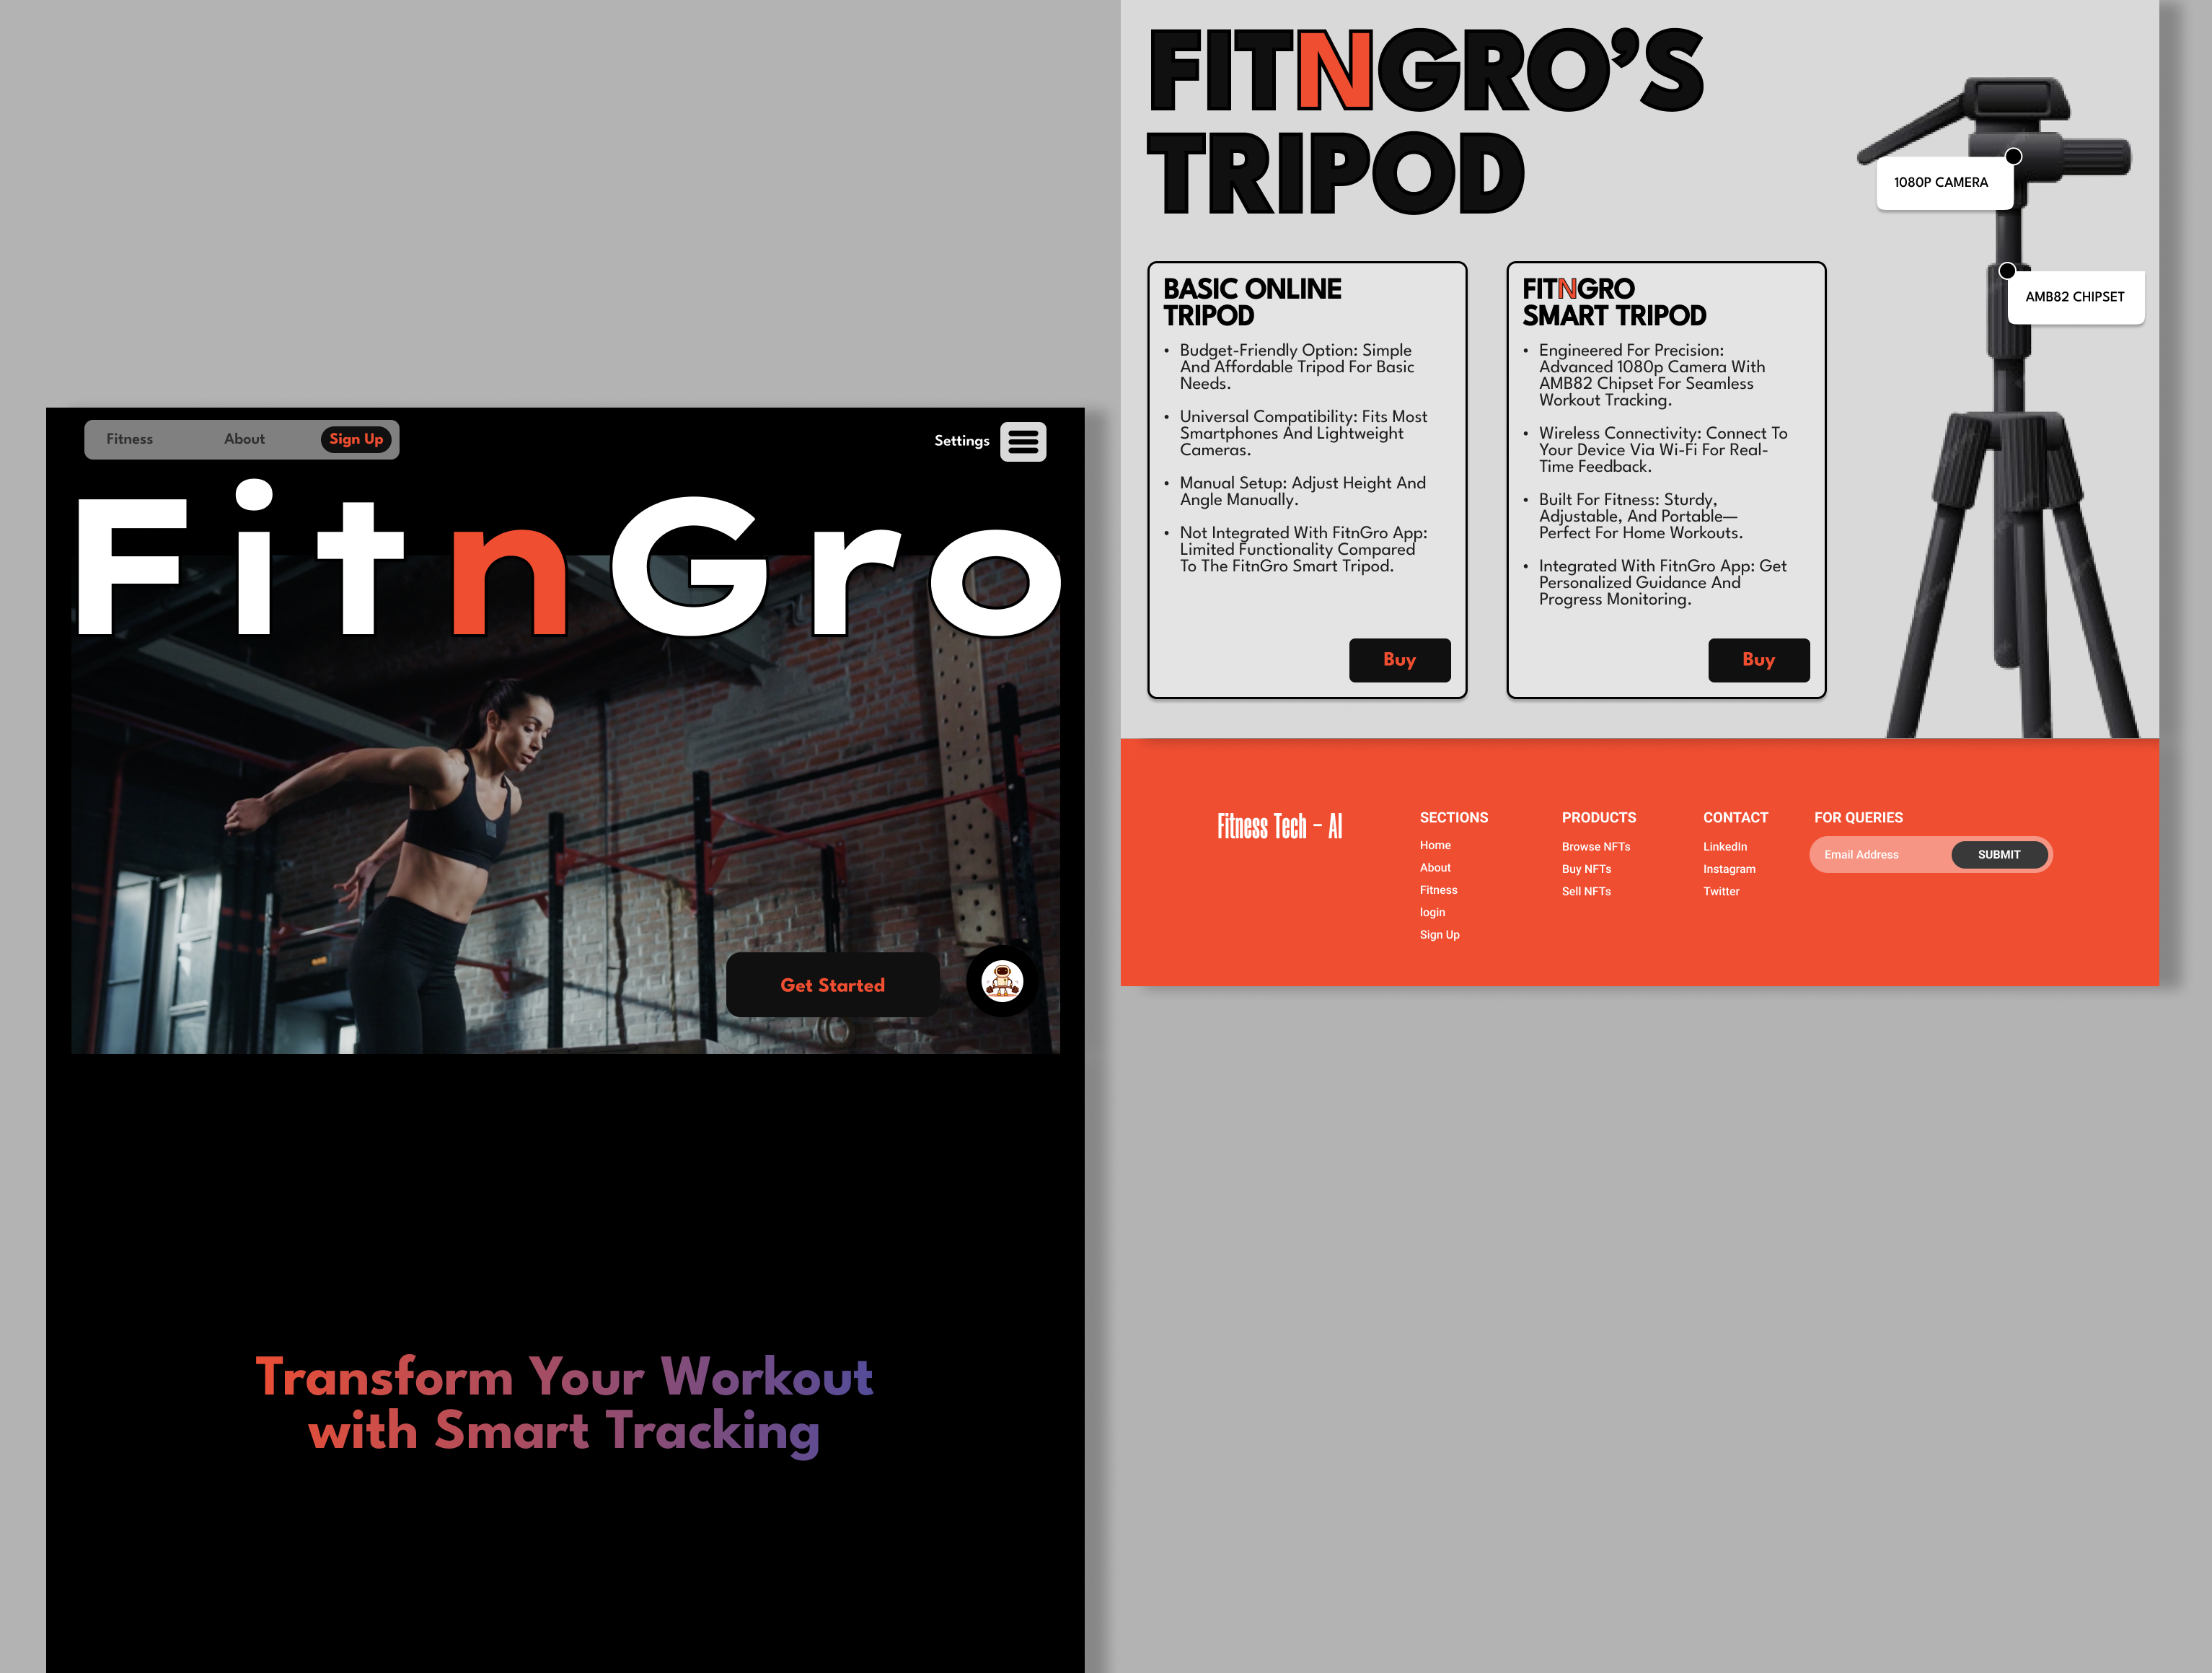 Fitness About Sign Up
Settings
FitnGro
Get Started
Transform Your Workout
with Smart Tracking
FITNGRO’S
TRIPOD
1080P CAMERA
AMB82 CHIPSET
BASIC ONLINE
TRIPOD
• Budget-Friendly Option: Simple
And Affordable Tripod For Basic
Needs.
• Universal Compatibility: Fits Most
Smartphones And Lightweight
Cameras.
• Manual Setup: Adjust Height And
Angle Manually.
• Not Integrated With FitnGro App:
Limited Functionality Compared
To The FitnGro Smart Tripod.
Buy
FITNGRO
SMART TRIPOD
• Engineered For Precision:
Advanced 1080p Camera With
AMB82 Chipset For Seamless
Workout Tracking.
• Wireless Connectivity: Connect To
Your Device Via Wi-Fi For Real-
Time Feedback.
• Built For Fitness: Sturdy,
Adjustable, And Portable—
Perfect For Home Workouts.
• Integrated With FitnGro App: Get
Personalized Guidance And
Progress Monitoring.
Buy
Fitness Tech - AI
SECTIONS
Home
About
Fitness
login
Sign Up
PRODUCTS
Browse NFTs
Buy NFTs
Sell NFTs
CONTACT
LinkedIn
Instagram
Twitter
FOR QUERIES
Email Address
SUBMIT